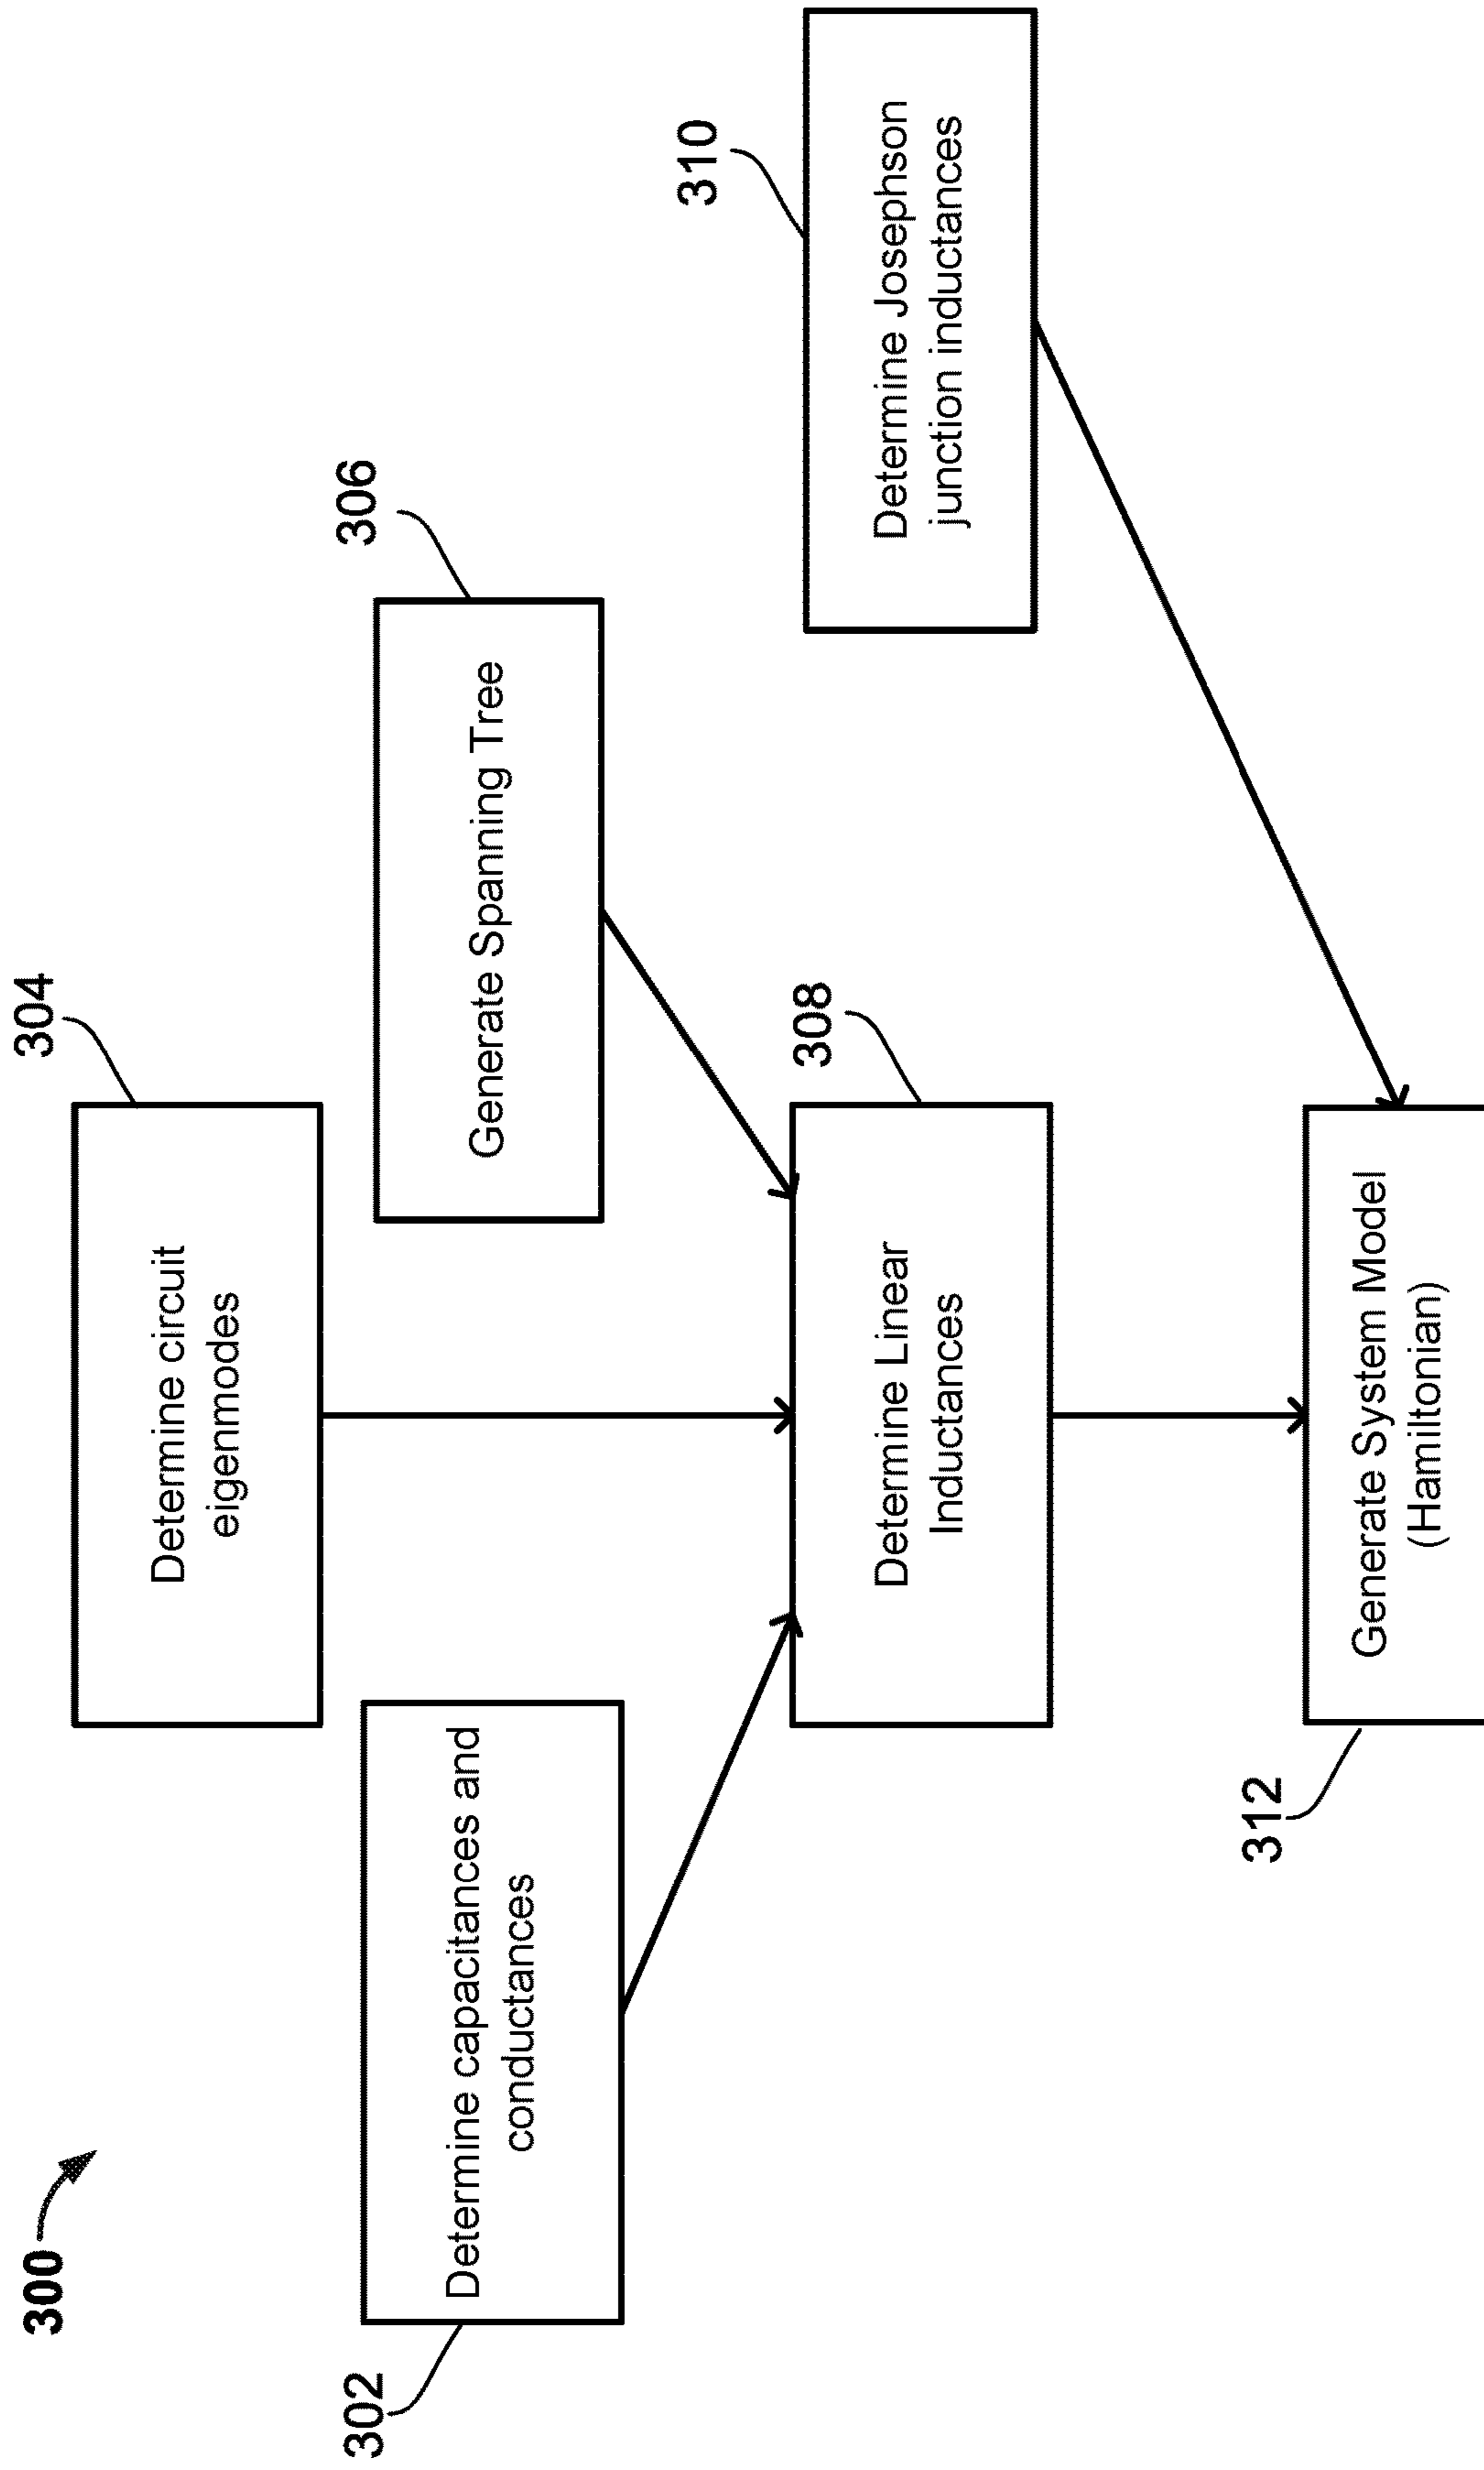 300
304
Determine circuit
eigenmodes
302
Determine capacitances and
conductances
306
Generate Spanning Tree
308
Determine Linear
Inductances
310
Determine Josephson
junction inductances
312
Generate System Model
(Hamiltonian)